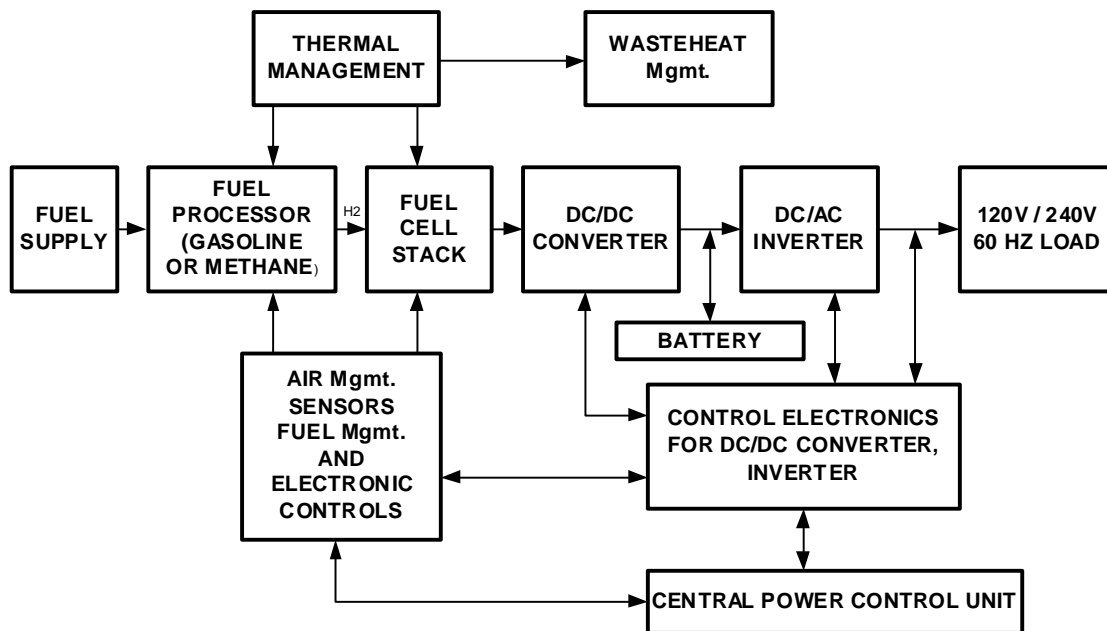 THERMAL
MANAGEMENT
WASTEHEAT
Mgmt.
FUEL
SUPPLY
FUEL
PROCESSOR
(GASOLINE
OR METHANE)
H2
FUEL
CELL
STACK
DC/DC
CONVERTER
DC/AC
INVERTER
120V / 240V
60 HZ LOAD
BATTERY
AIR Mgmt.
SENSORS
FUEL Mgmt.
AND
ELECTRONIC
CONTROLS
CONTROL ELECTRONICS
FOR DC/DC CONVERTER,
INVERTER
CENTRAL POWER CONTROL UNIT